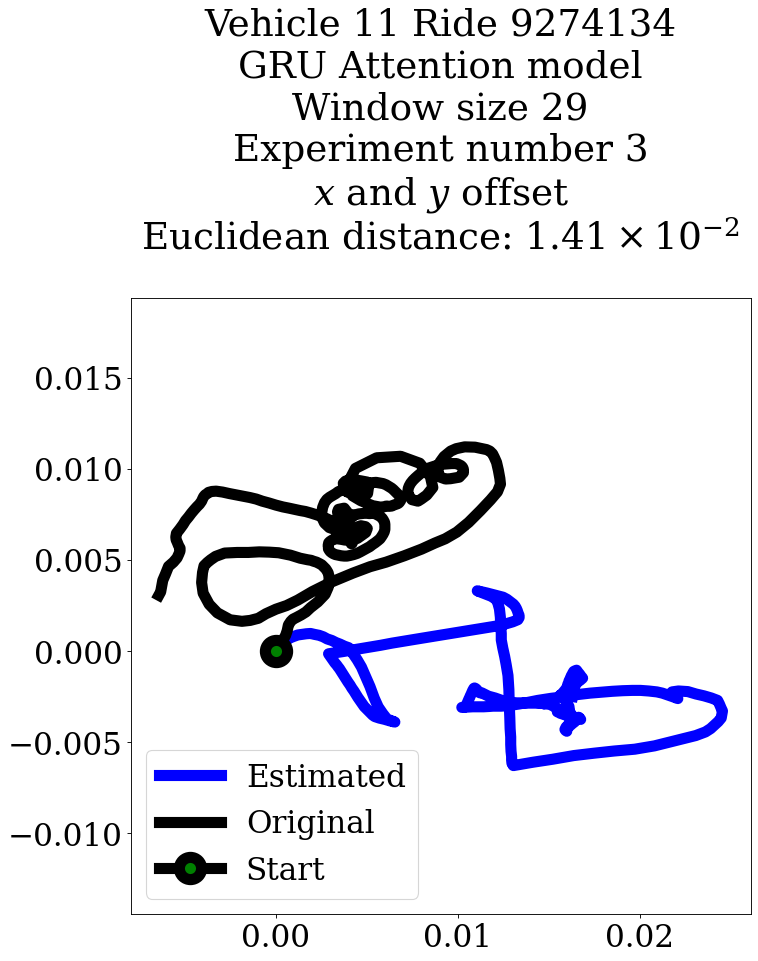 Vehicle 11 Ride 9274134
GRU Attention model
Window size 29
Experiment number 3
x and y offset
Euclidean distance: 1.41 × 10⁻²
0.015
0.010
0.005
0.000
−0.005
−0.010
Estimated
Original
Start
0.00 0.01 0.02